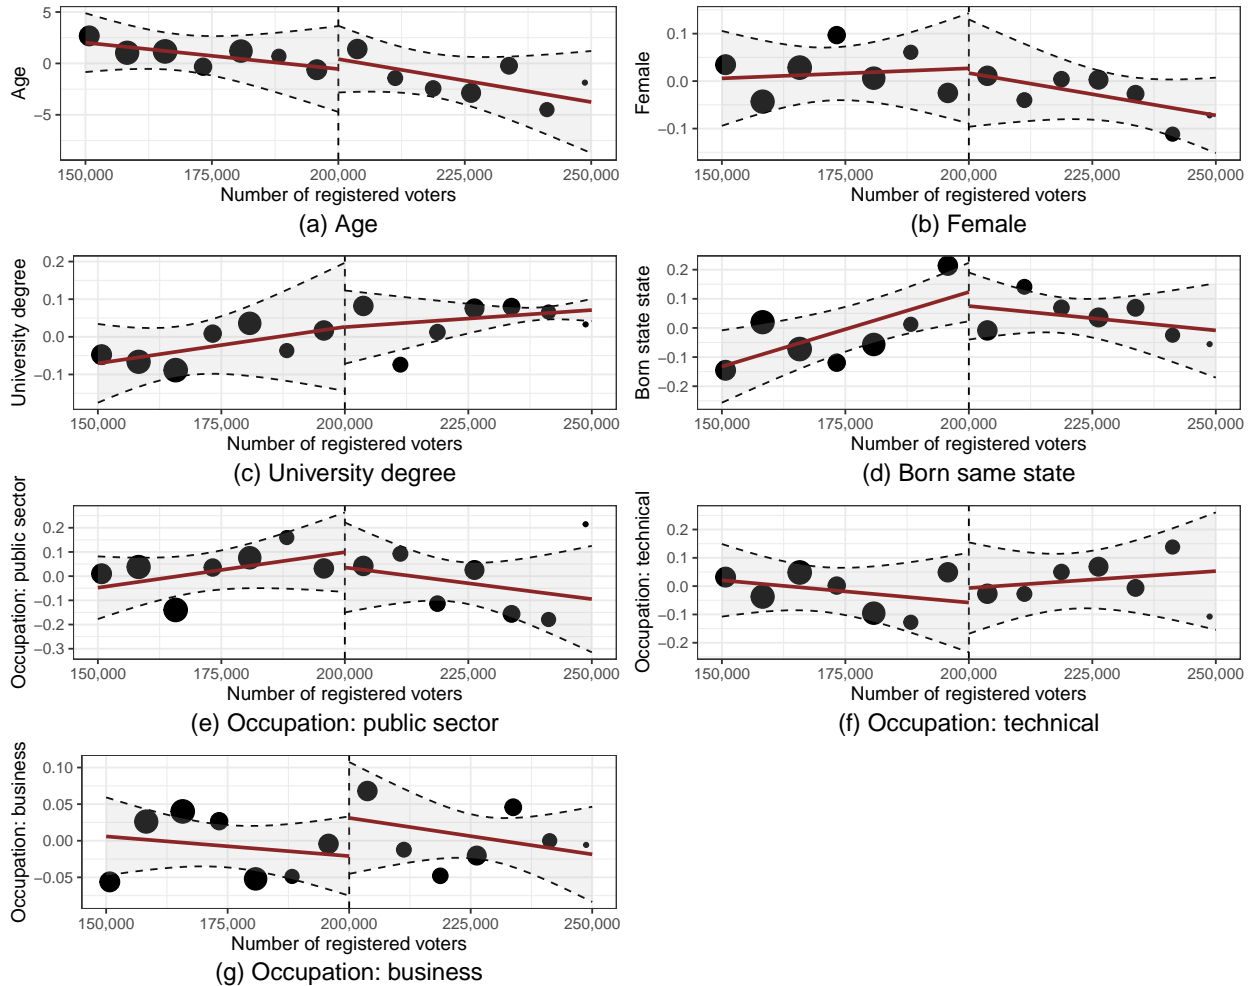 Age
5
0
−5
150,000 175,000 200,000 225,000 250,000
Number of registered voters
(a) Age
Female
0.1
0.0
−0.1
150,000 175,000 200,000 225,000 250,000
Number of registered voters
(b) Female
University degree
0.2
0.1
0.0
−0.1
150,000 175,000 200,000 225,000 250,000
Number of registered voters
(c) University degree
Born state state
0.2
0.1
0.0
−0.1
−0.2
150,000 175,000 200,000 225,000 250,000
Number of registered voters
(d) Born same state
Occupation: public sector
0.2
0.1
0.0
−0.1
−0.2
−0.3
150,000 175,000 200,000 225,000 250,000
Number of registered voters
(e) Occupation: public sector
Occupation: technical
0.2
0.1
0.0
−0.1
−0.2
150,000 175,000 200,000 225,000 250,000
Number of registered voters
(f) Occupation: technical
Occupation: business
0.10
0.05
0.00
−0.05
150,000 175,000 200,000 225,000 250,000
Number of registered voters
(g) Occupation: business